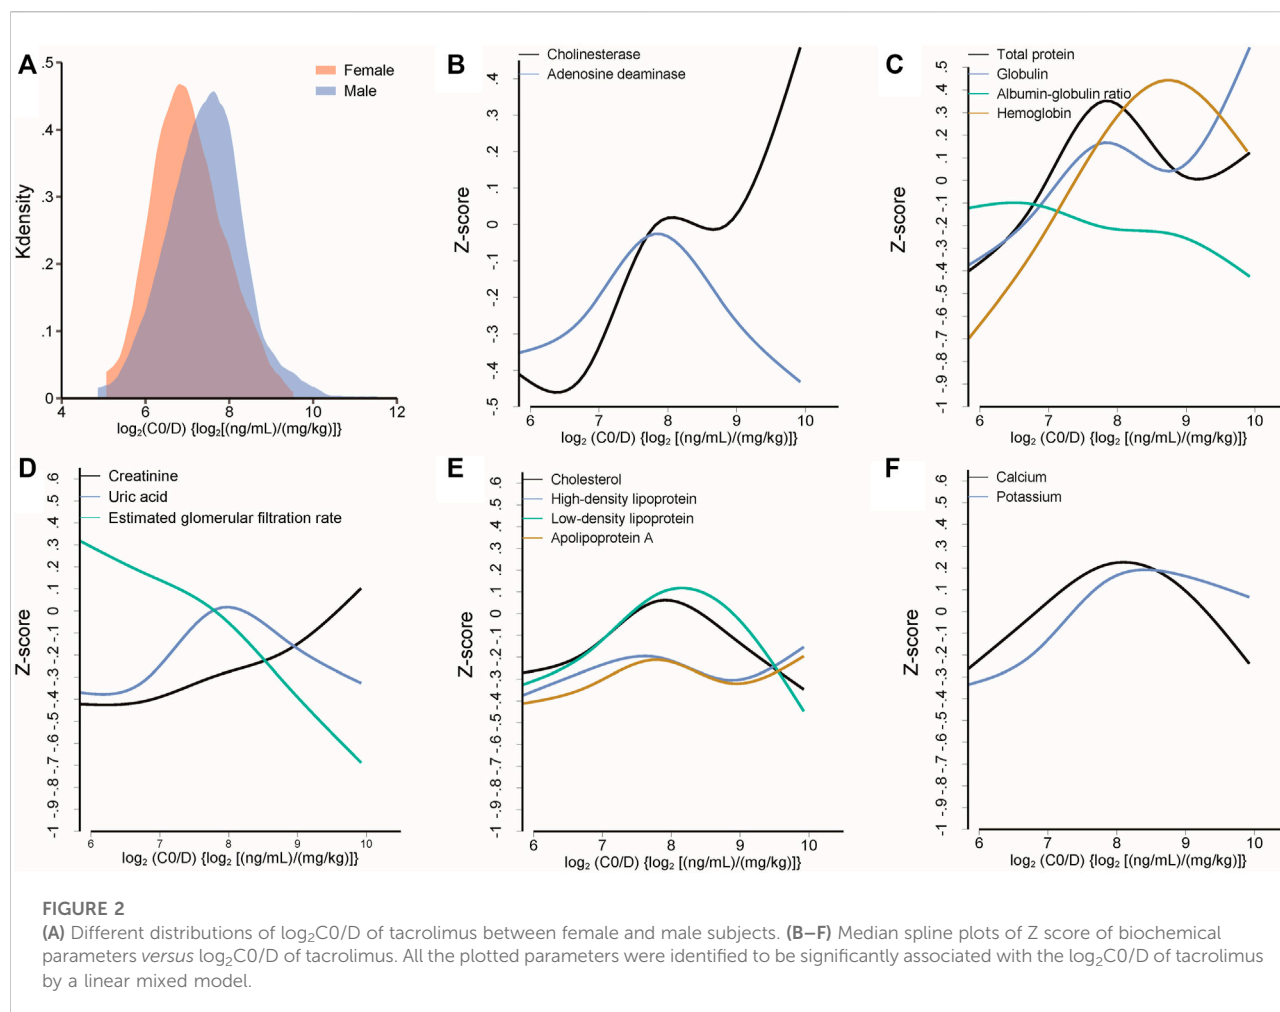 A
Female
Male
Kdensity
.5
.4
.3
.2
.1
0
4 6 8 10 12
log₂(C0/D) {log₂[(ng/mL)/(mg/kg)]}
B
Cholinesterase
Adenosine deaminase
Z-score
-.5 -.4 -.3 -.2 -.1 0 .1 .2 .3 .4
6 7 8 9 10
log₂ (C0/D) {log₂ [(ng/mL)/(mg/kg)]}
C
Total protein
Globulin
Albumin-globulin ratio
Hemoglobin
Z-score
-1 -.9 -.8 -.7 -.6 -.5 -.4 -.3 -.2 -.1 0 .1 .2 .3 .4 .5
6 7 8 9 10
log₂ (C0/D) {log₂ [(ng/mL)/(mg/kg)]}
D
Creatinine
Uric acid
Estimated glomerular filtration rate
Z-score
-1 -.9 -.8 -.7 -.6 -.5 -.4 -.3 -.2 -.1 0 .1 .2 .3 .4 .5 .6
6 7 8 9 10
log₂ (C0/D) {log₂ [(ng/mL)/(mg/kg)]}
E
Cholesterol
High-density lipoprotein
Low-density lipoprotein
Apolipoprotein A
Z-score
-1 -.9 -.8 -.7 -.6 -.5 -.4 -.3 -.2 -.1 0 .1 .2 .3 .4 .5 .6
6 7 8 9 10
log₂ (C0/D) {log₂ [(ng/mL)/(mg/kg)]}
F
Calcium
Potassium
Z-score
-1 -.9 -.8 -.7 -.6 -.5 -.4 -.3 -.2 -.1 0 .1 .2 .3 .4 .5 .6
6 7 8 9 10
log₂ (C0/D) {log₂ [(ng/mL)/(mg/kg)]}
FIGURE 2
(A) Different distributions of log₂C0/D of tacrolimus between female and male subjects. (B–F) Median spline plots of Z score of biochemical
parameters versus log₂C0/D of tacrolimus. All the plotted parameters were identified to be significantly associated with the log₂C0/D of tacrolimus
by a linear mixed model.